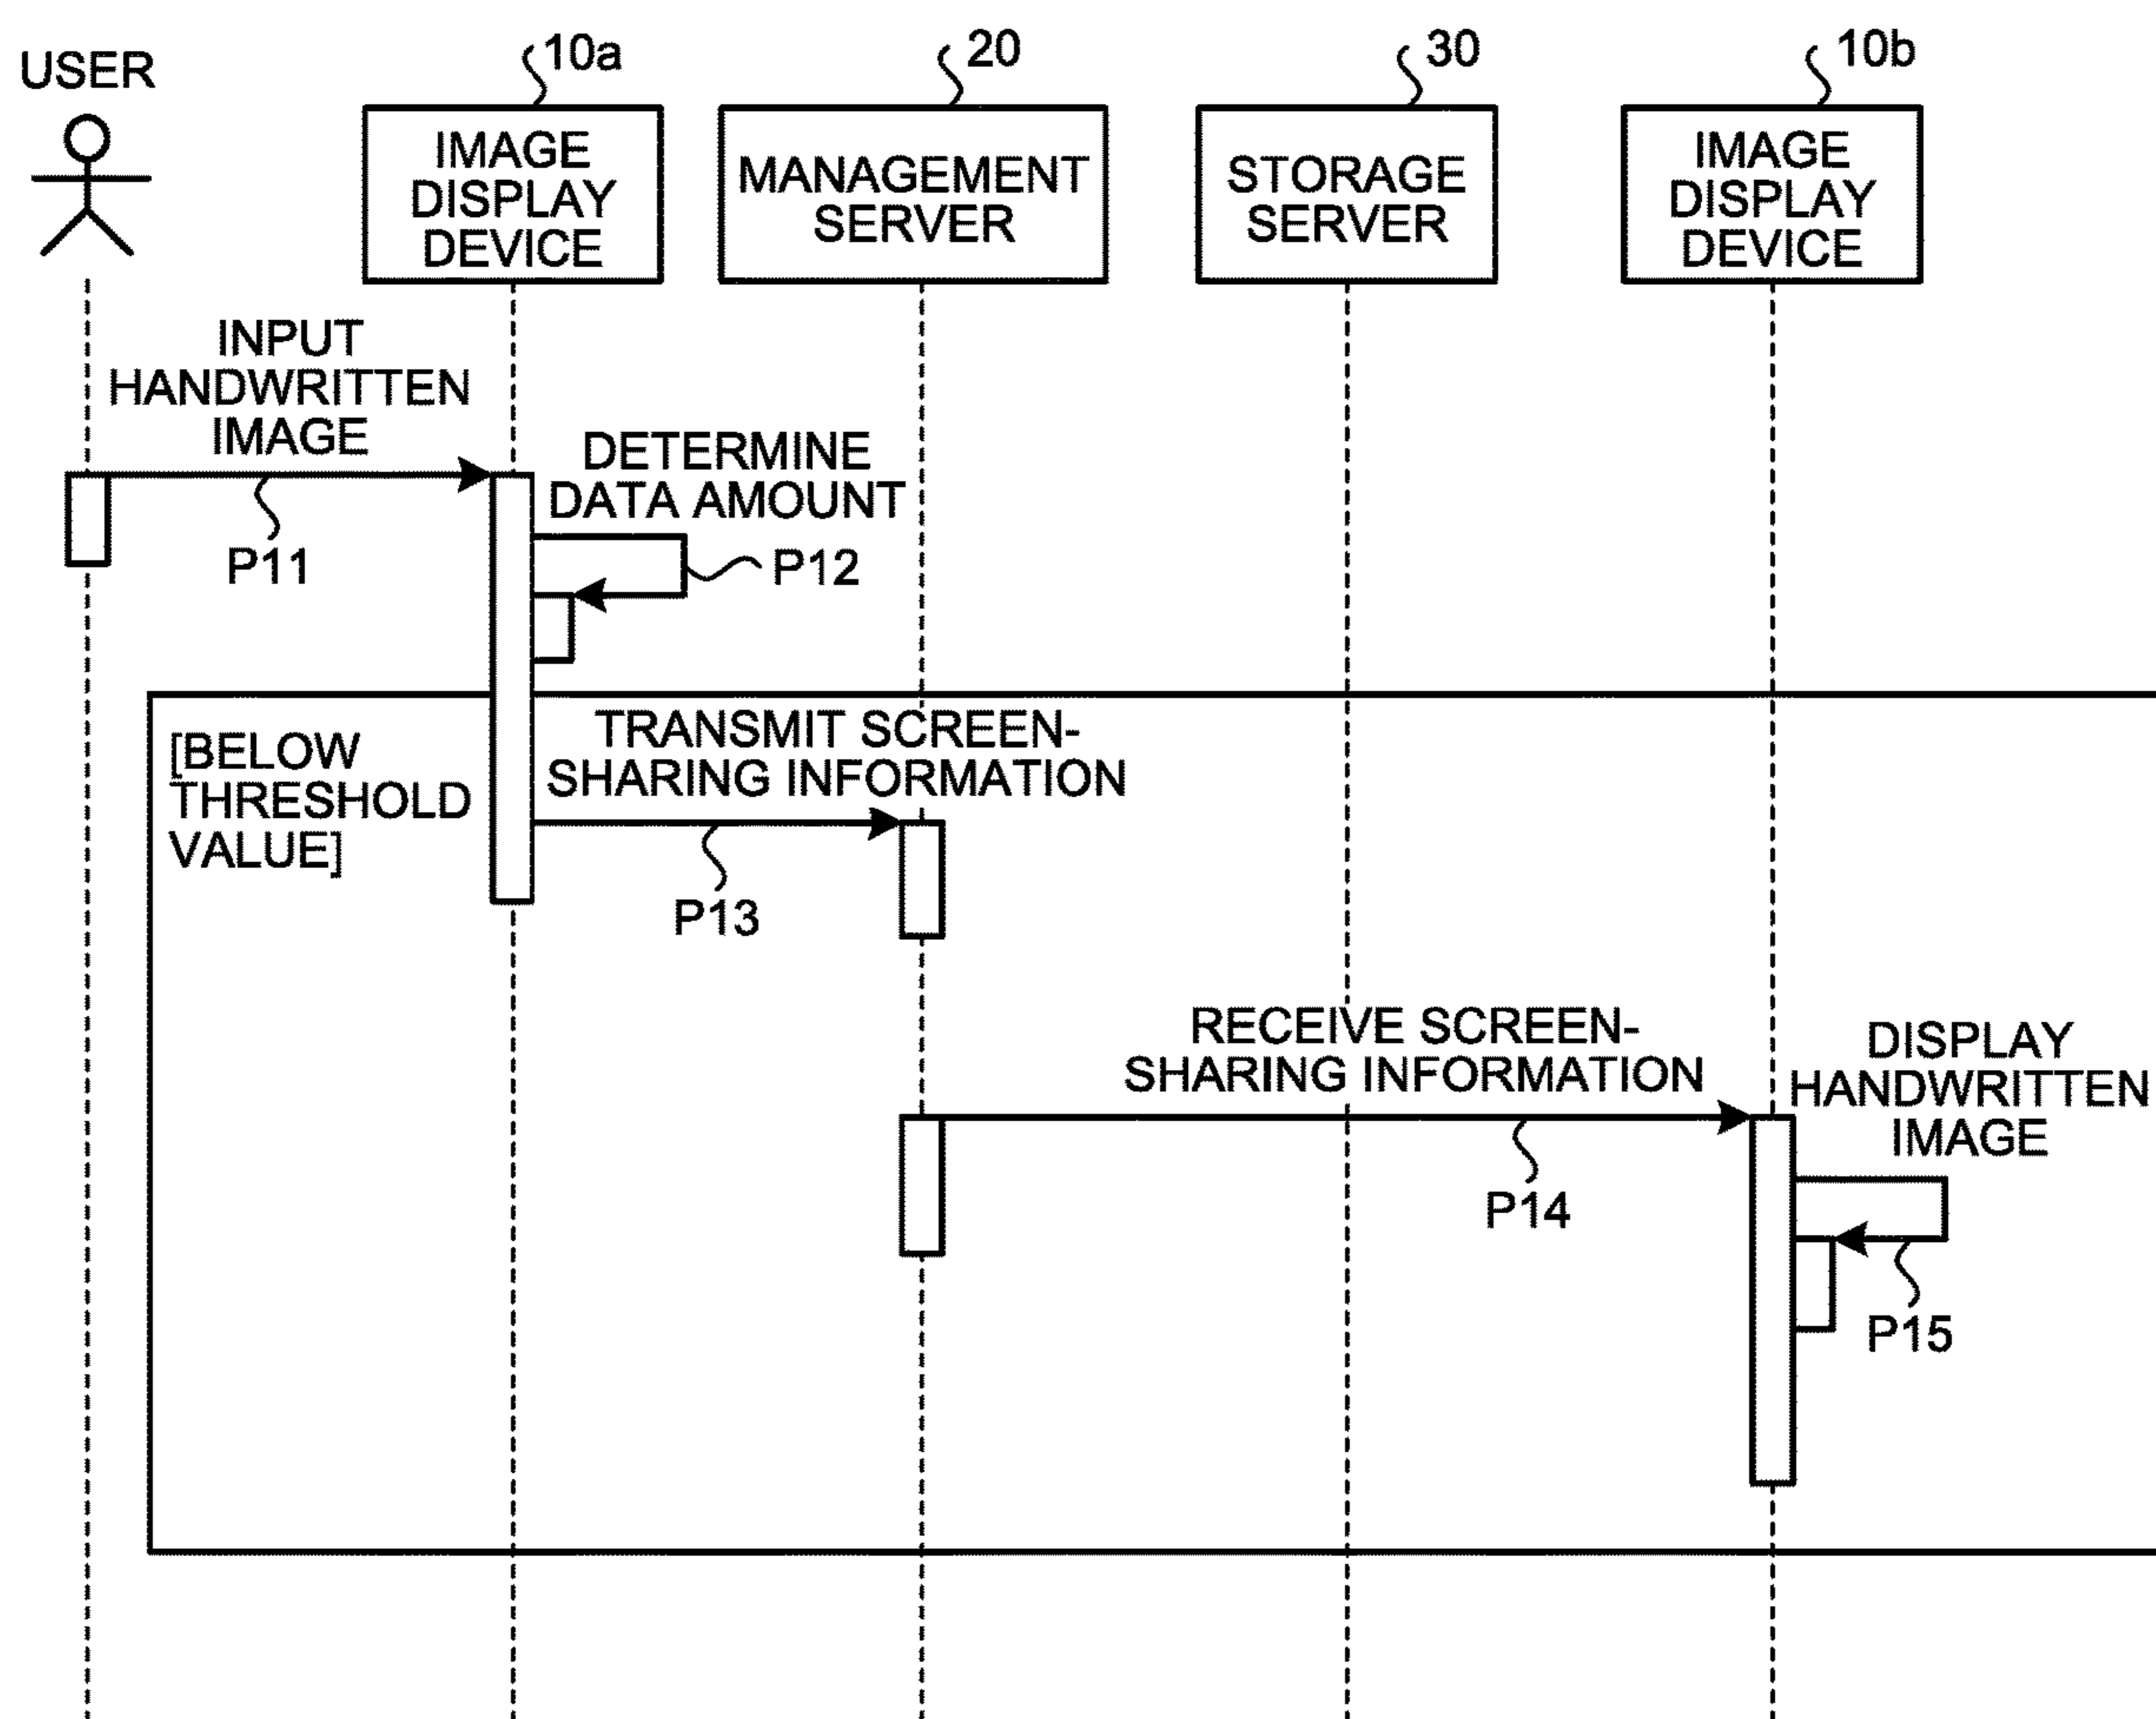 USER
10a
20
30
10b
IMAGE
DISPLAY
DEVICE
MANAGEMENT
SERVER
STORAGE
SERVER
IMAGE
DISPLAY
DEVICE
INPUT
HANDWRITTEN
IMAGE
P11
DETERMINE
DATA AMOUNT
P12
[BELOW
THRESHOLD
VALUE]
TRANSMIT SCREEN-
SHARING INFORMATION
P13
RECEIVE SCREEN-
SHARING INFORMATION
P14
DISPLAY
HANDWRITTEN
IMAGE
P15